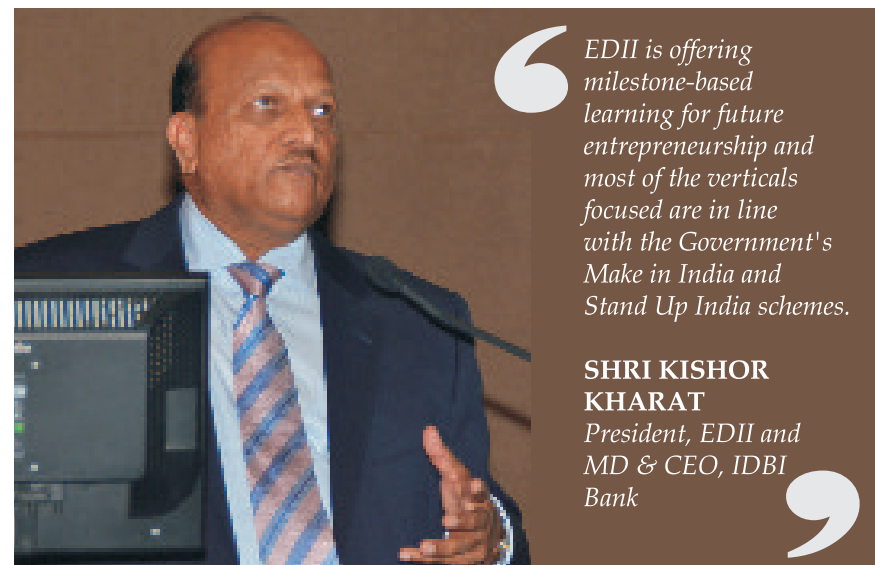 EDII is offering
milestone-based
learning for future
entrepreneurship and
most of the verticals
focused are in line
with the Government's
Make in India and
Stand Up India schemes.
SHRI KISHOR
KHARAT
President, EDII and
MD & CEO, IDBI
Bank